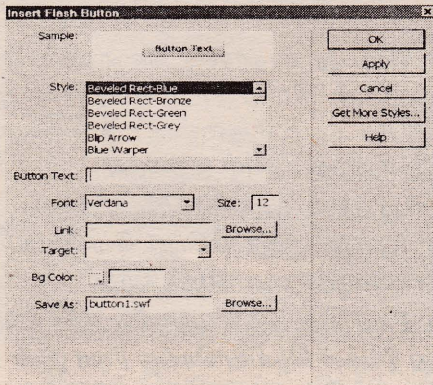 Insert Flash Button
Sample:
Button Text
Style:
Beveled Rect-Blue
Beveled Rect-Bronze
Beveled Rect-Green
Beveled Rect-Grey
Blip Arrow
Blue Warper
Button Text:
Font: Verdana Size: 12
Link: Browse...
Target:
Bg Color:
Save As: button1.swf Browse...
OK
Apply
Cancel
Get More Styles...
Help